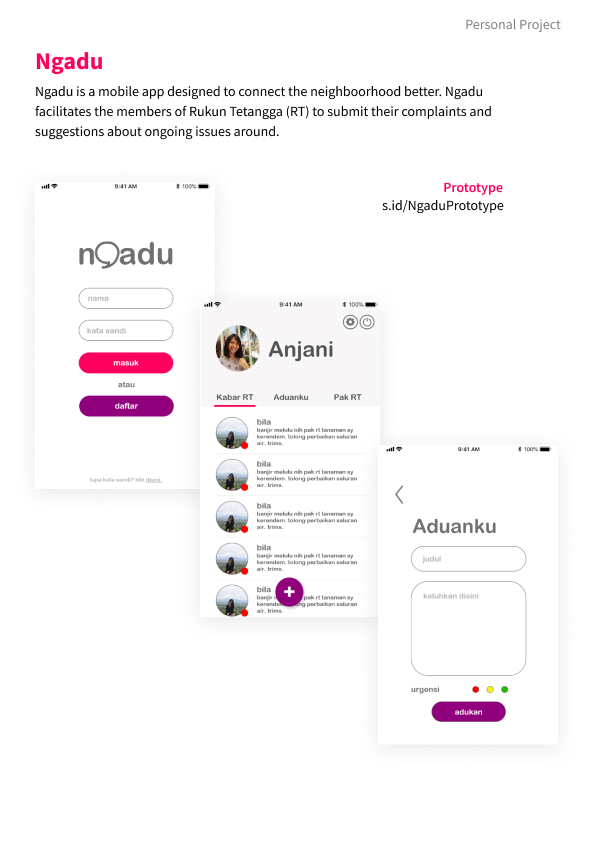 Personal Project
Ngadu
Ngadu is a mobile app designed to connect the neighboorhood better. Ngadu
facilitates the members of Rukun Tetangga (RT) to submit their complaints and
suggestions about ongoing issues around.
Prototype
s.id/NgaduPrototype
9:41 AM
100%
ngadu
nama
kata sandi
masuk
atau
daftar
lupa kata sandi? klik disini.
9:41 AM
100%
Anjani
Kabar RT
Aduanku
Pak RT
bila
banjir melulu nih pak rt tanaman sy
kerendem. tolong perbaikan saluran
air. trims.
bila
banjir melulu nih pak rt tanaman sy
kerendem. tolong perbaikan saluran
air. trims.
bila
banjir melulu nih pak rt tanaman sy
kerendem. tolong perbaikan saluran
air. trims.
bila
banjir melulu nih pak rt tanaman sy
kerendem. tolong perbaikan saluran
air. trims.
bila
banjir pak rt tanaman sy
kerendem. tolong perbaikan saluran
air. trims.
9:41 AM
100%
Aduanku
judul
keluhkan disini
urgensi
adukan